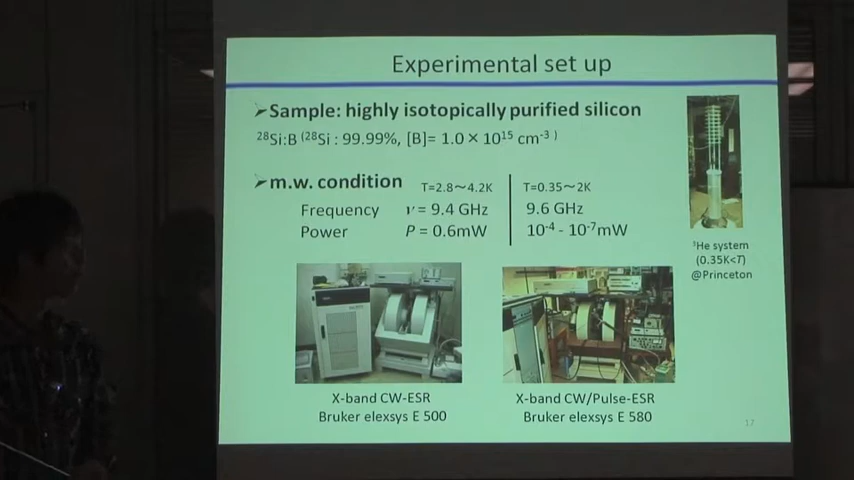 Experimental set up
➢Sample: highly isotopically purified silicon
²⁸Si:B (²⁸Si : 99.99%, [B]= 1.0 × 10¹⁵ cm⁻³ )
➢m.w. condition T=2.8～4.2K T=0.35～2K
Frequency ν = 9.4 GHz 9.6 GHz
Power P = 0.6mW 10⁻⁴ - 10⁻⁷mW
³He system
(0.35K<T)
@Princeton
X-band CW-ESR
Bruker elexsys E 500
X-band CW/Pulse-ESR
Bruker elexsys E 580
17